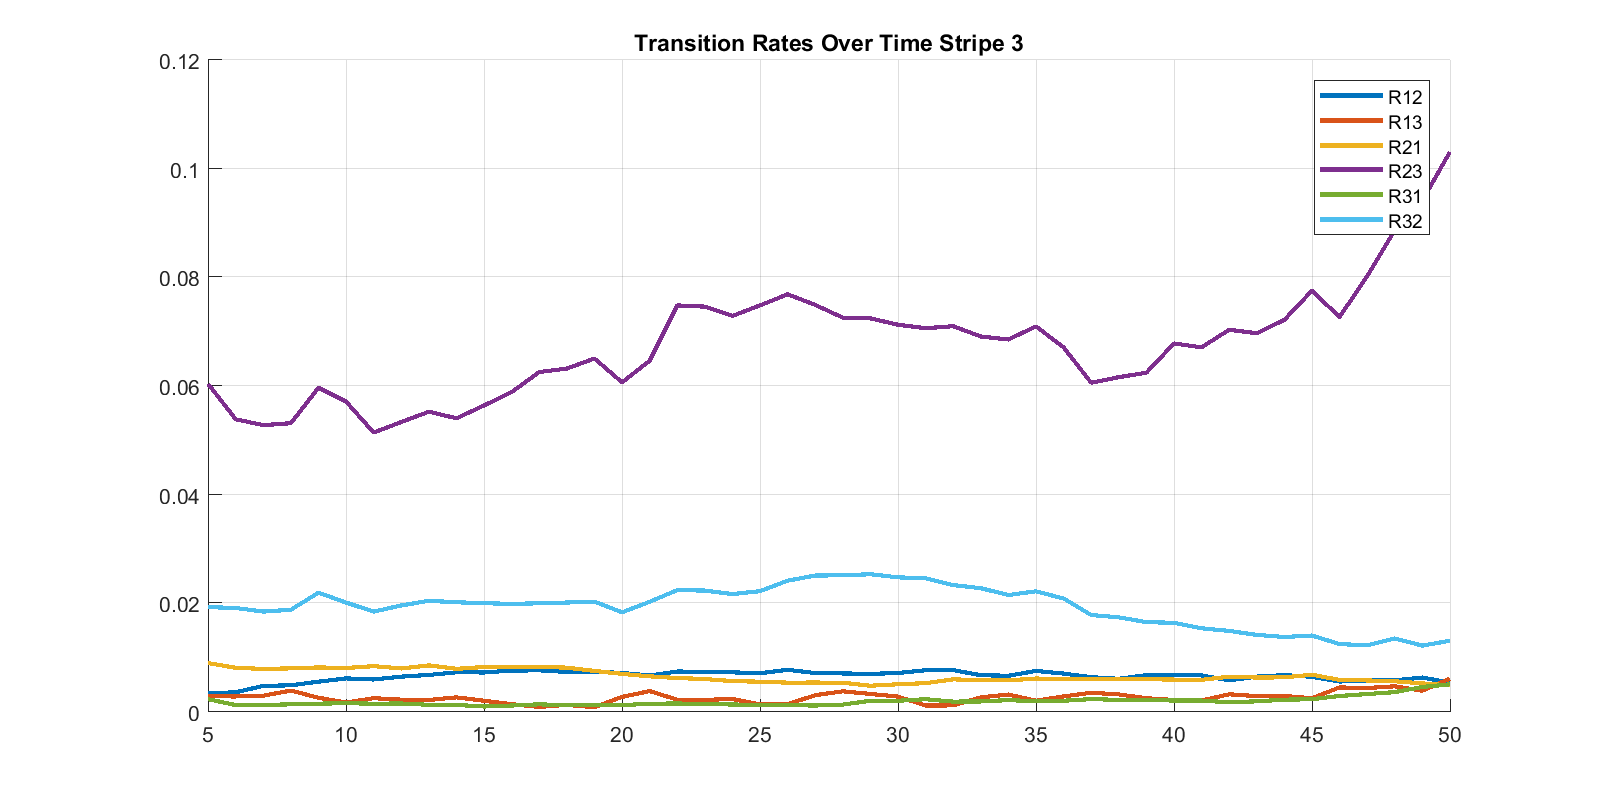 Transition Rates Over Time Stripe 3
0.12
0.1
0.08
0.06
0.04
0.02
0
5 10 15 20 25 30 35 40 45 50
R12
R13
R21
R23
R31
R32